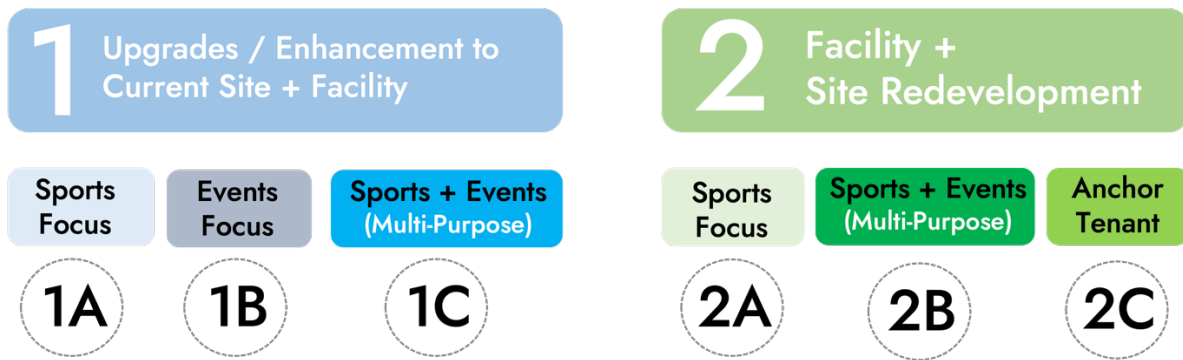 1
Upgrades / Enhancement to
Current Site + Facility
Sports
Focus
Events
Focus
Sports + Events
(Multi-Purpose)
1A
1B
1C
2
Facility +
Site Redevelopment
Sports
Focus
Sports + Events
(Multi-Purpose)
Anchor
Tenant
2A
2B
2C